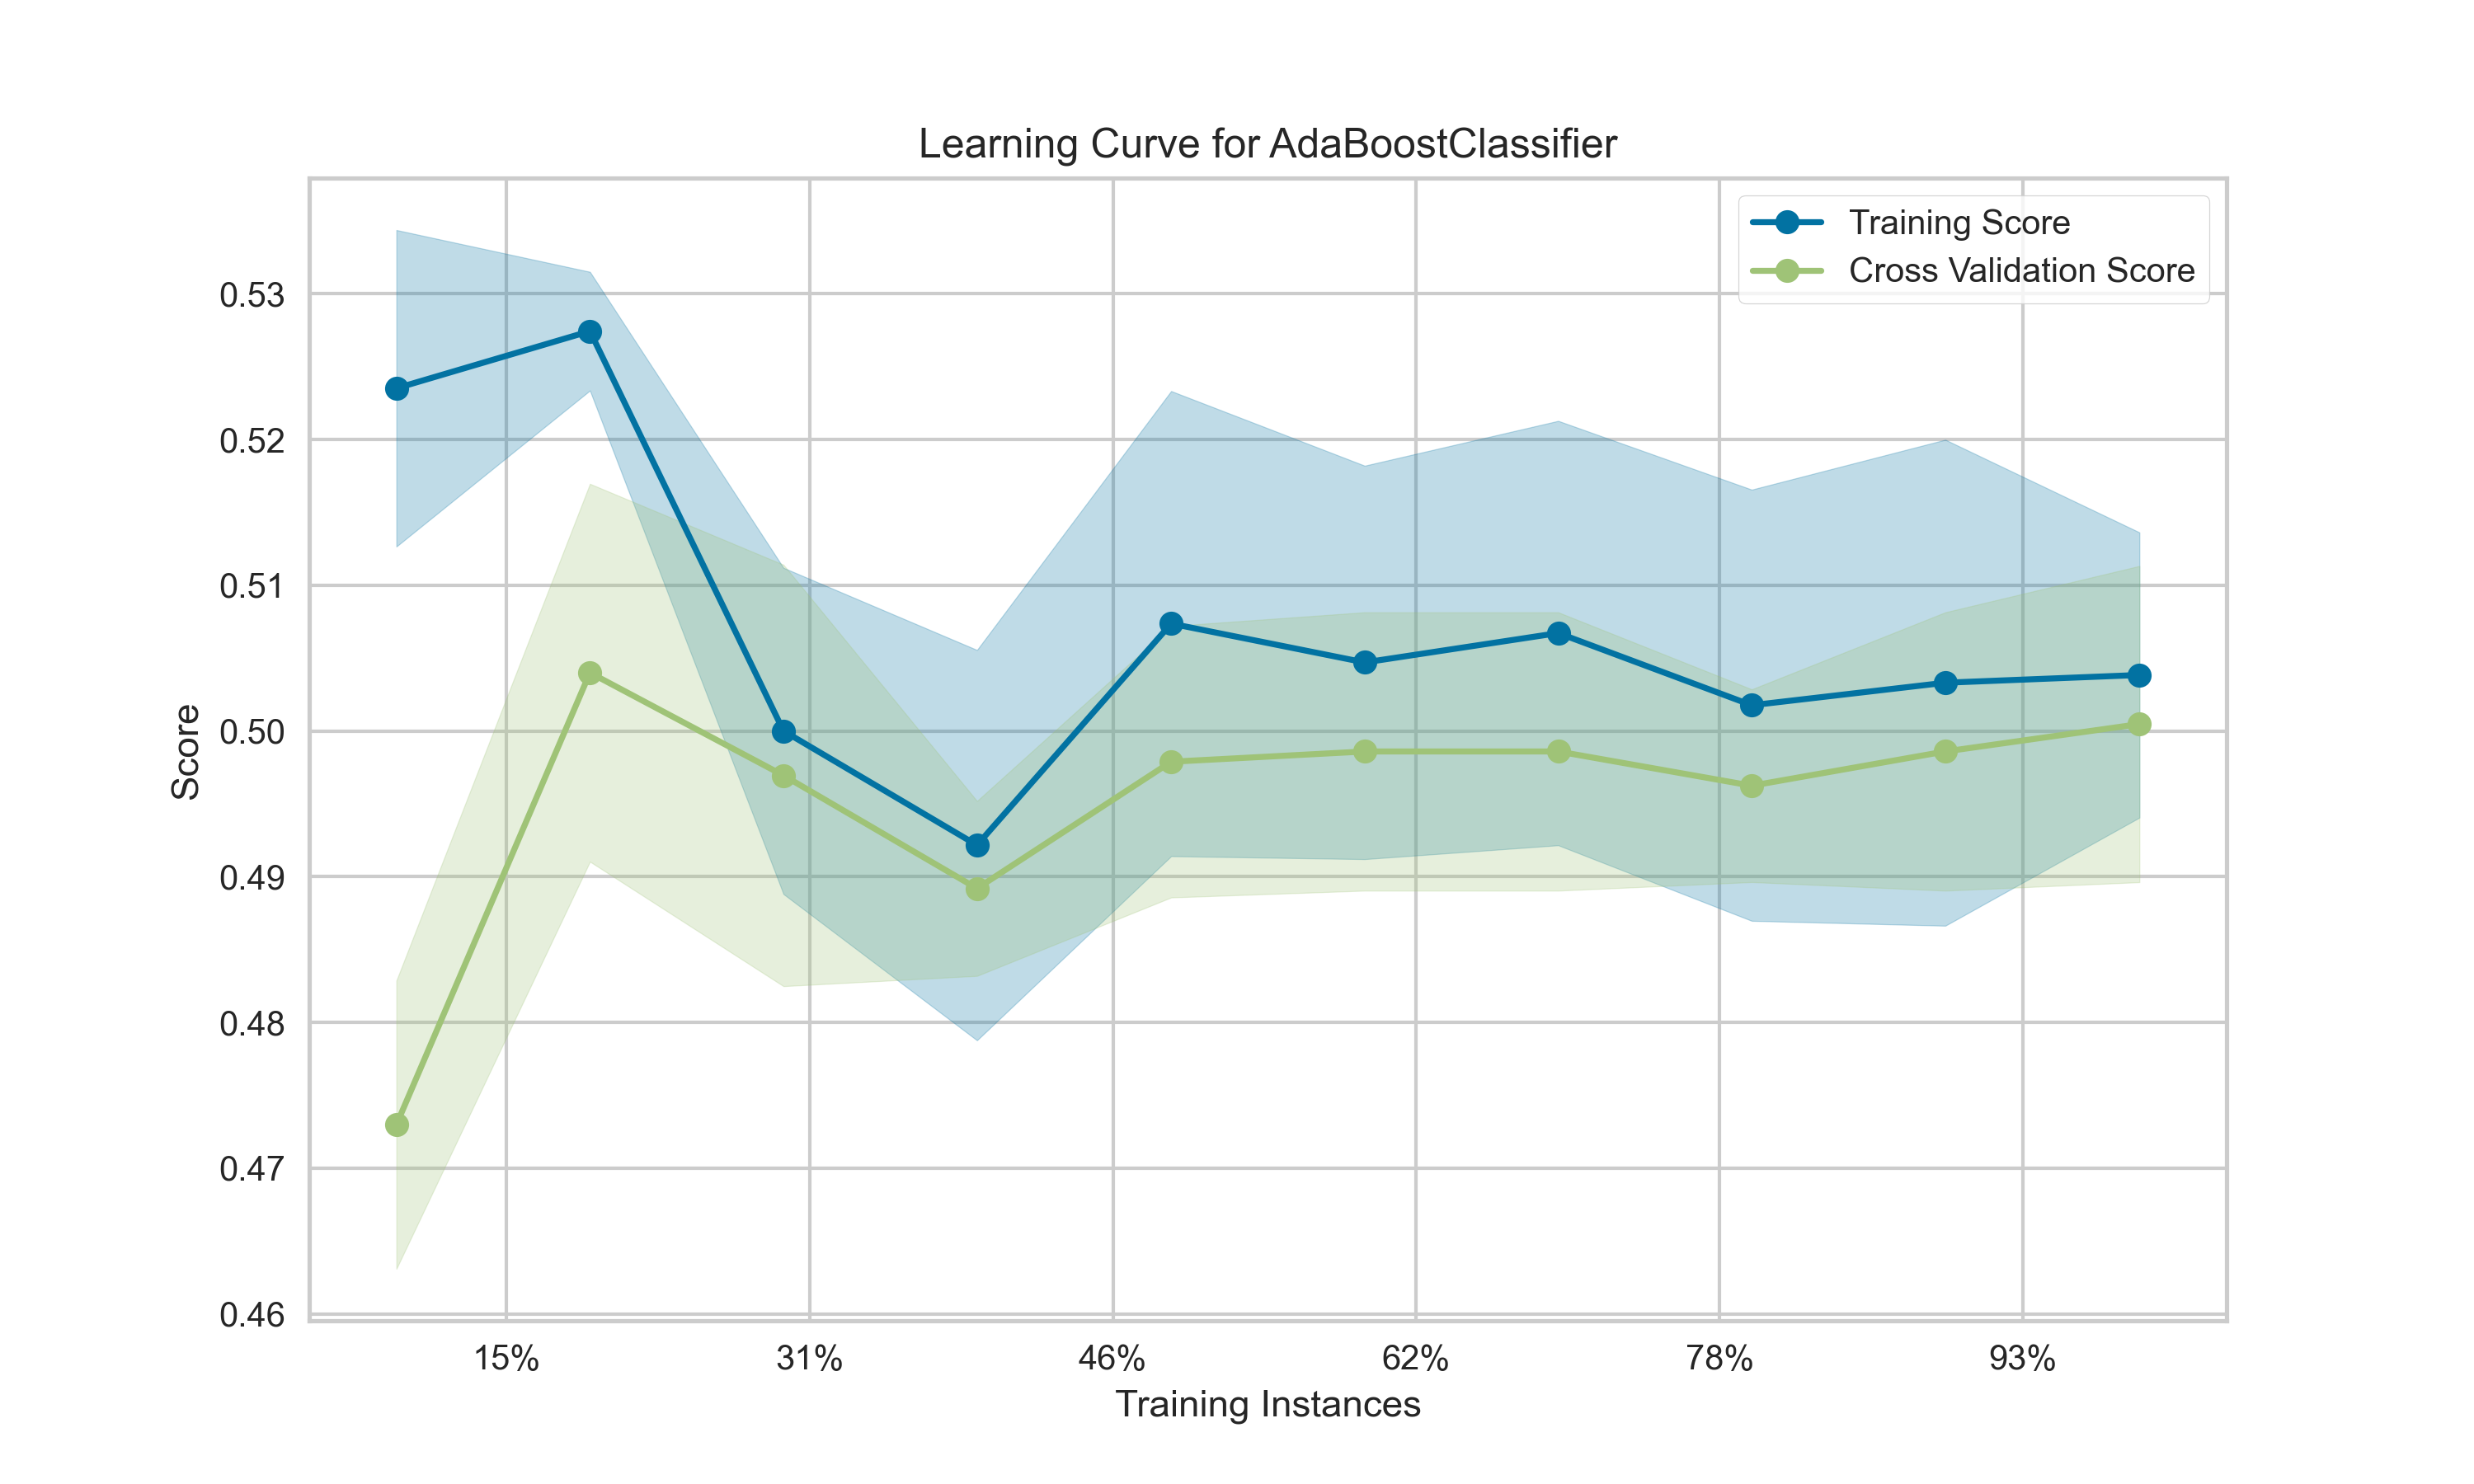 Learning Curve for AdaBoostClassifier
Training Score
Cross Validation Score
0.53
0.52
0.51
0.50
0.49
0.48
0.47
0.46
Score
15% 31% 46% 62% 78% 93%
Training Instances